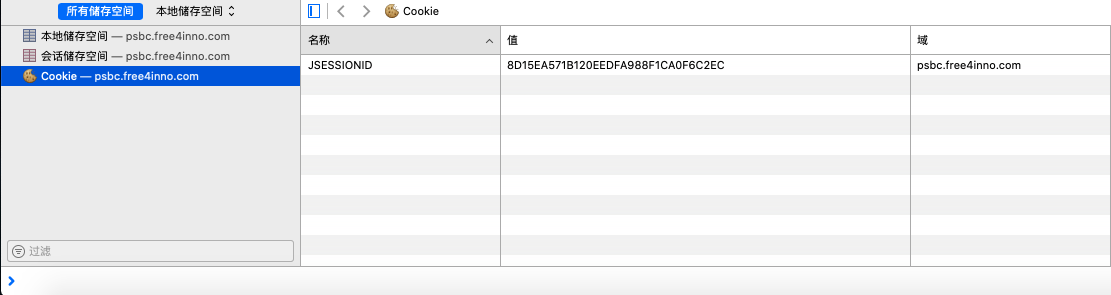 所有储存空间 本地储存空间
Cookie
本地储存空间 — psbc.free4inno.com
会话储存空间 — psbc.free4inno.com
Cookie — psbc.free4inno.com
过滤
名称 值 域
JSESSIONID 8D15EA571B120EEDFA988F1CA0F6C2EC psbc.free4inno.com